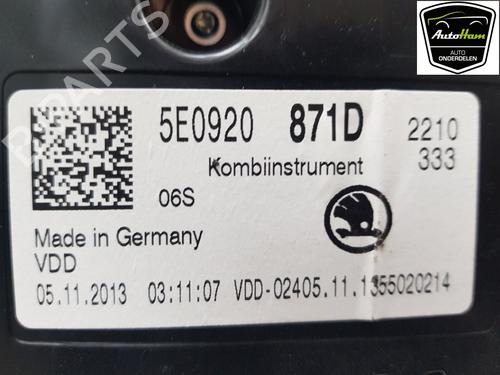 AutoHam
AUTO
ONDERDELEN
B-PARTS
5E0920 871D 2210
Kombiinstrument 333
06S
Made in Germany
VDD
05.11.2013 03:11:07 VDD-02405.11.1355020214